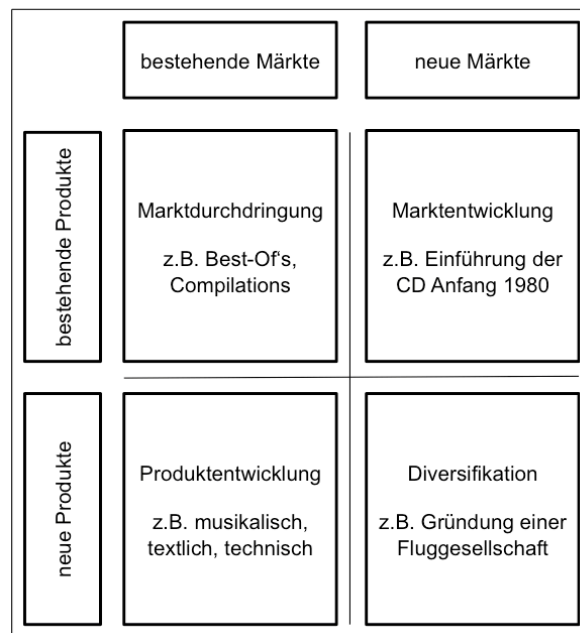 bestehende Märkte
neue Märkte
bestehende Produkte
Marktdurchdringung
z.B. Best-Of‘s,
Compilations
Marktentwicklung
z.B. Einführung der
CD Anfang 1980
neue Produkte
Produktentwicklung
z.B. musikalisch,
textlich, technisch
Diversifikation
z.B. Gründung einer
Fluggesellschaft